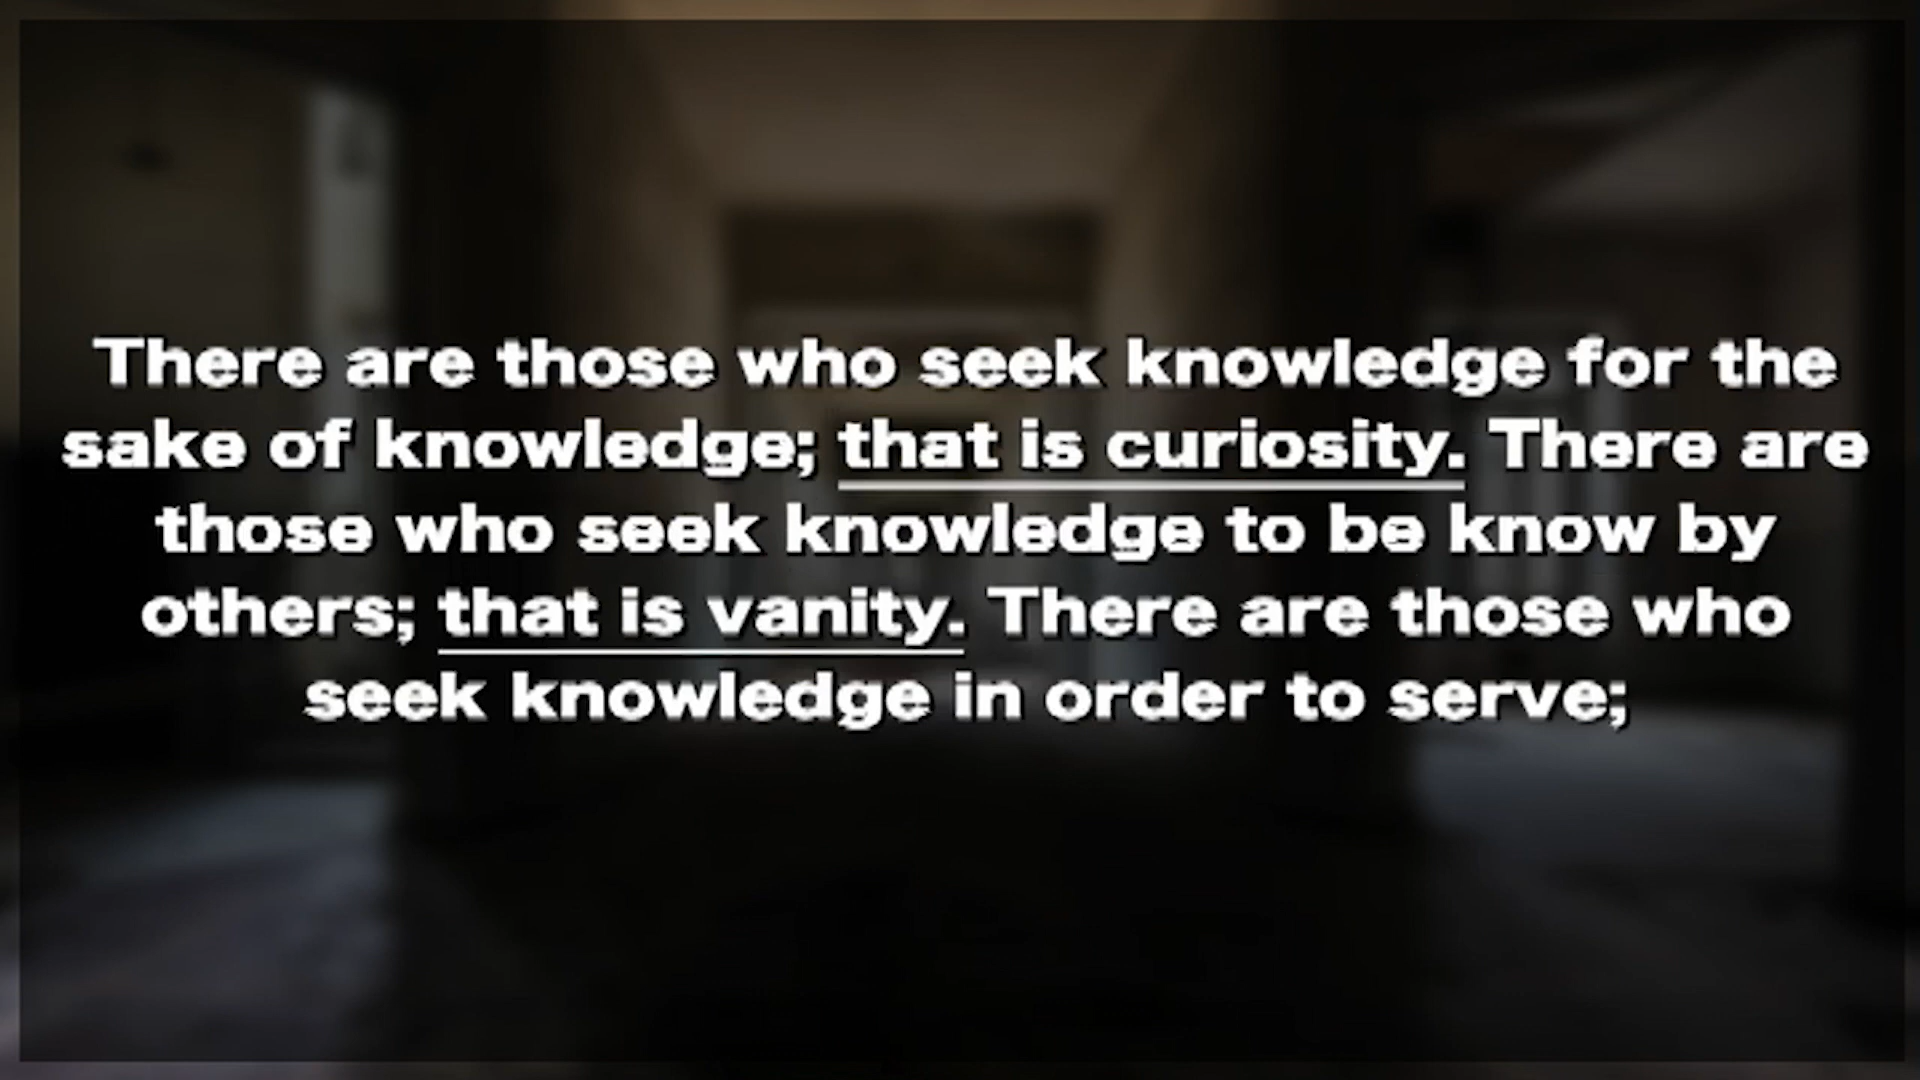 There are those who seek knowledge for the
sake of knowledge; that is curiosity. There are
those who seek knowledge to be know by
others; that is vanity. There are those who
seek knowledge in order to serve;